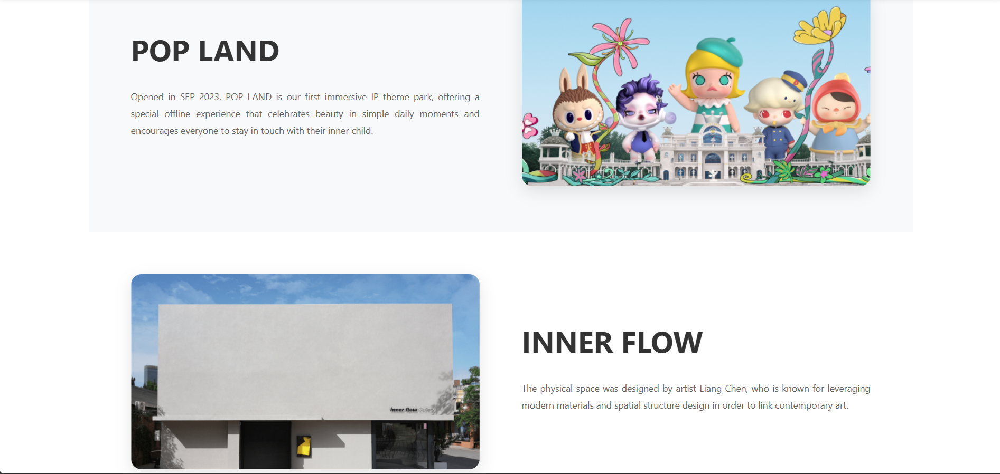 POP LAND
Opened in SEP 2023, POP LAND is our first immersive IP theme park, offering a
special offline experience that celebrates beauty in simple daily moments and
encourages everyone to stay in touch with their inner child.
inner flow Gallery
INNER FLOW
The physical space was designed by artist Liang Chen, who is known for leveraging
modern materials and spatial structure design in order to link contemporary art.